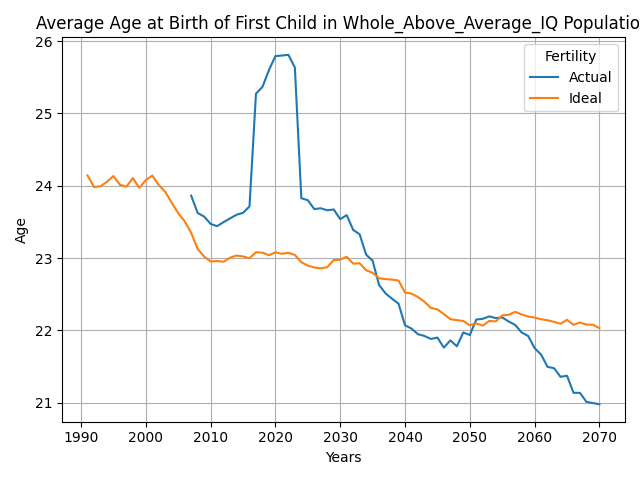 Average Age at Birth of First Child in Whole_Above_Average_IQ Populatio
26
25
24
23
22
21
Age
Fertility
Actual
Ideal
1990 2000 2010 2020 2030 2040 2050 2060 2070
Years